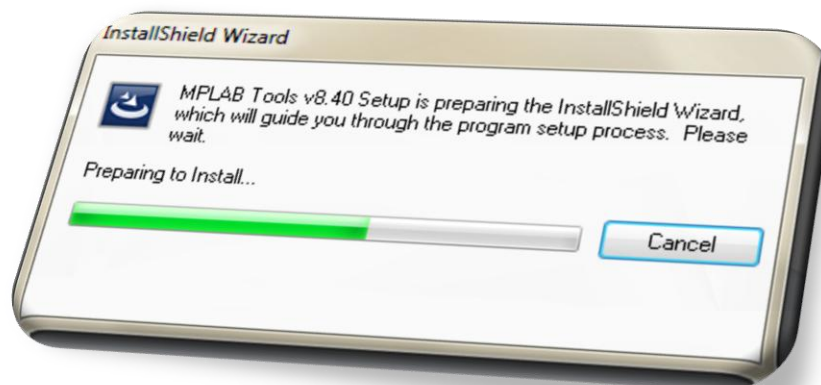 InstallShield Wizard
MPLAB Tools v8.40 Setup is preparing the InstallShield Wizard,
which will guide you through the program setup process.  Please
wait.
Preparing to Install...
Cancel